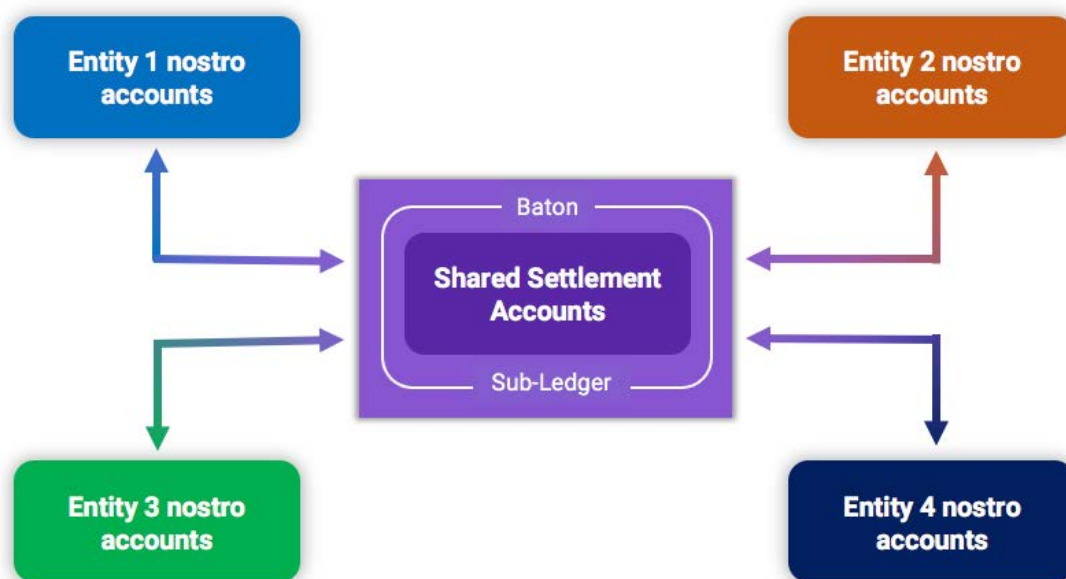 Entity 1 nostro
accounts
Entity 2 nostro
accounts
Baton
Shared Settlement
Accounts
Sub-Ledger
Entity 3 nostro
accounts
Entity 4 nostro
accounts